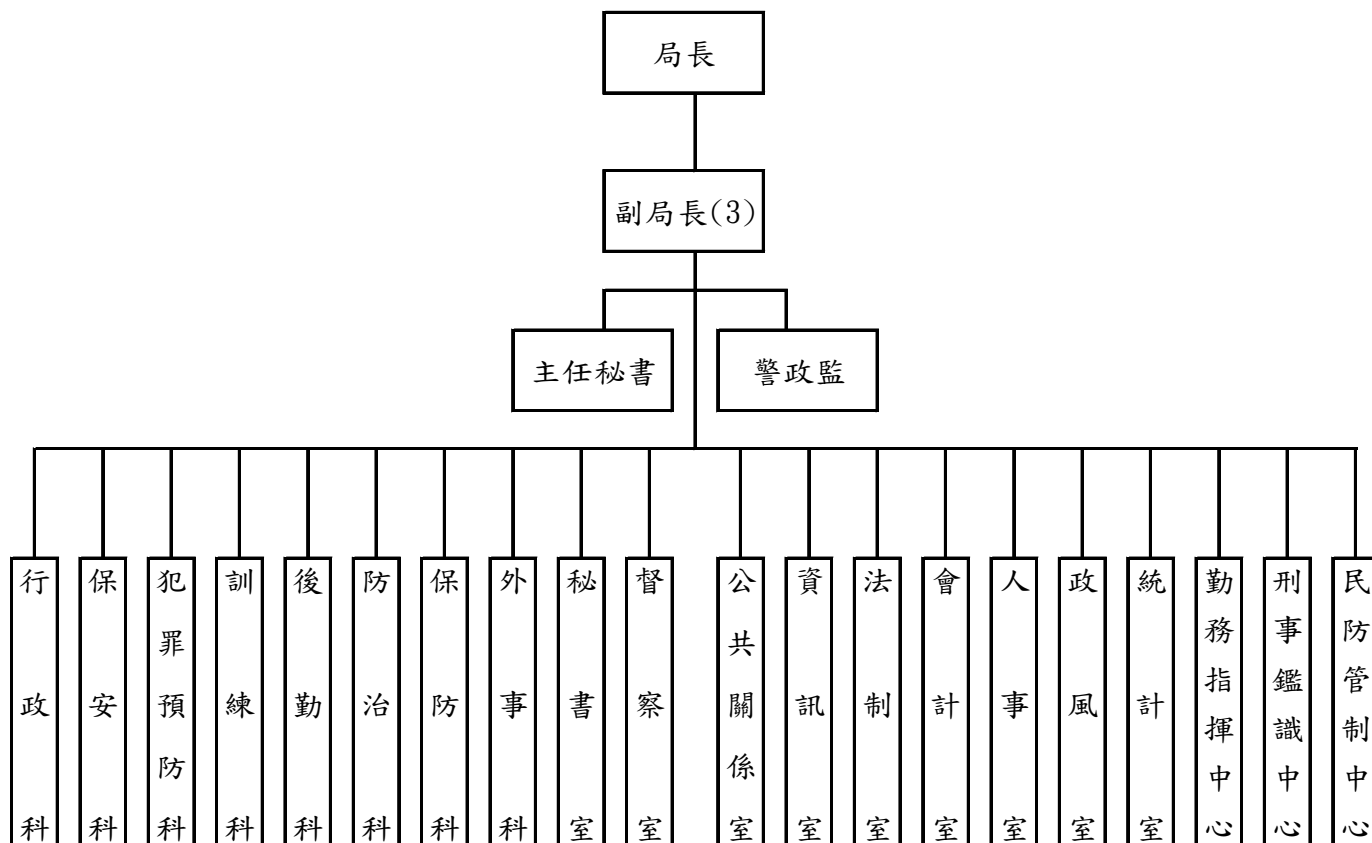 局長
副局長(3)
主任秘書
警政監
行政科
保安科
犯罪預防科
訓練科
後勤科
防治科
保防科
外事科
秘書室
督察室
公共關係室
資訊室
法制室
會計室
人事室
政風室
統計室
勤務指揮中心
刑事鑑識中心
民防管制中心